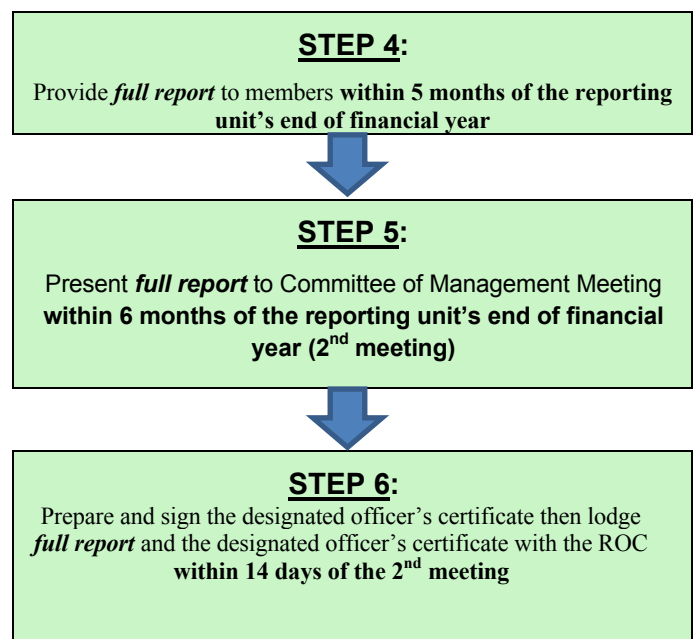 STEP 4:
Provide full report to members within 5 months of the reporting
unit's end of financial year
STEP 5:
Present full report to Committee of Management Meeting
within 6 months of the reporting unit's end of financial
year (2nd meeting)
STEP 6:
Prepare and sign the designated officer's certificate then lodge
full report and the designated officer's certificate with the ROC
within 14 days of the 2nd meeting